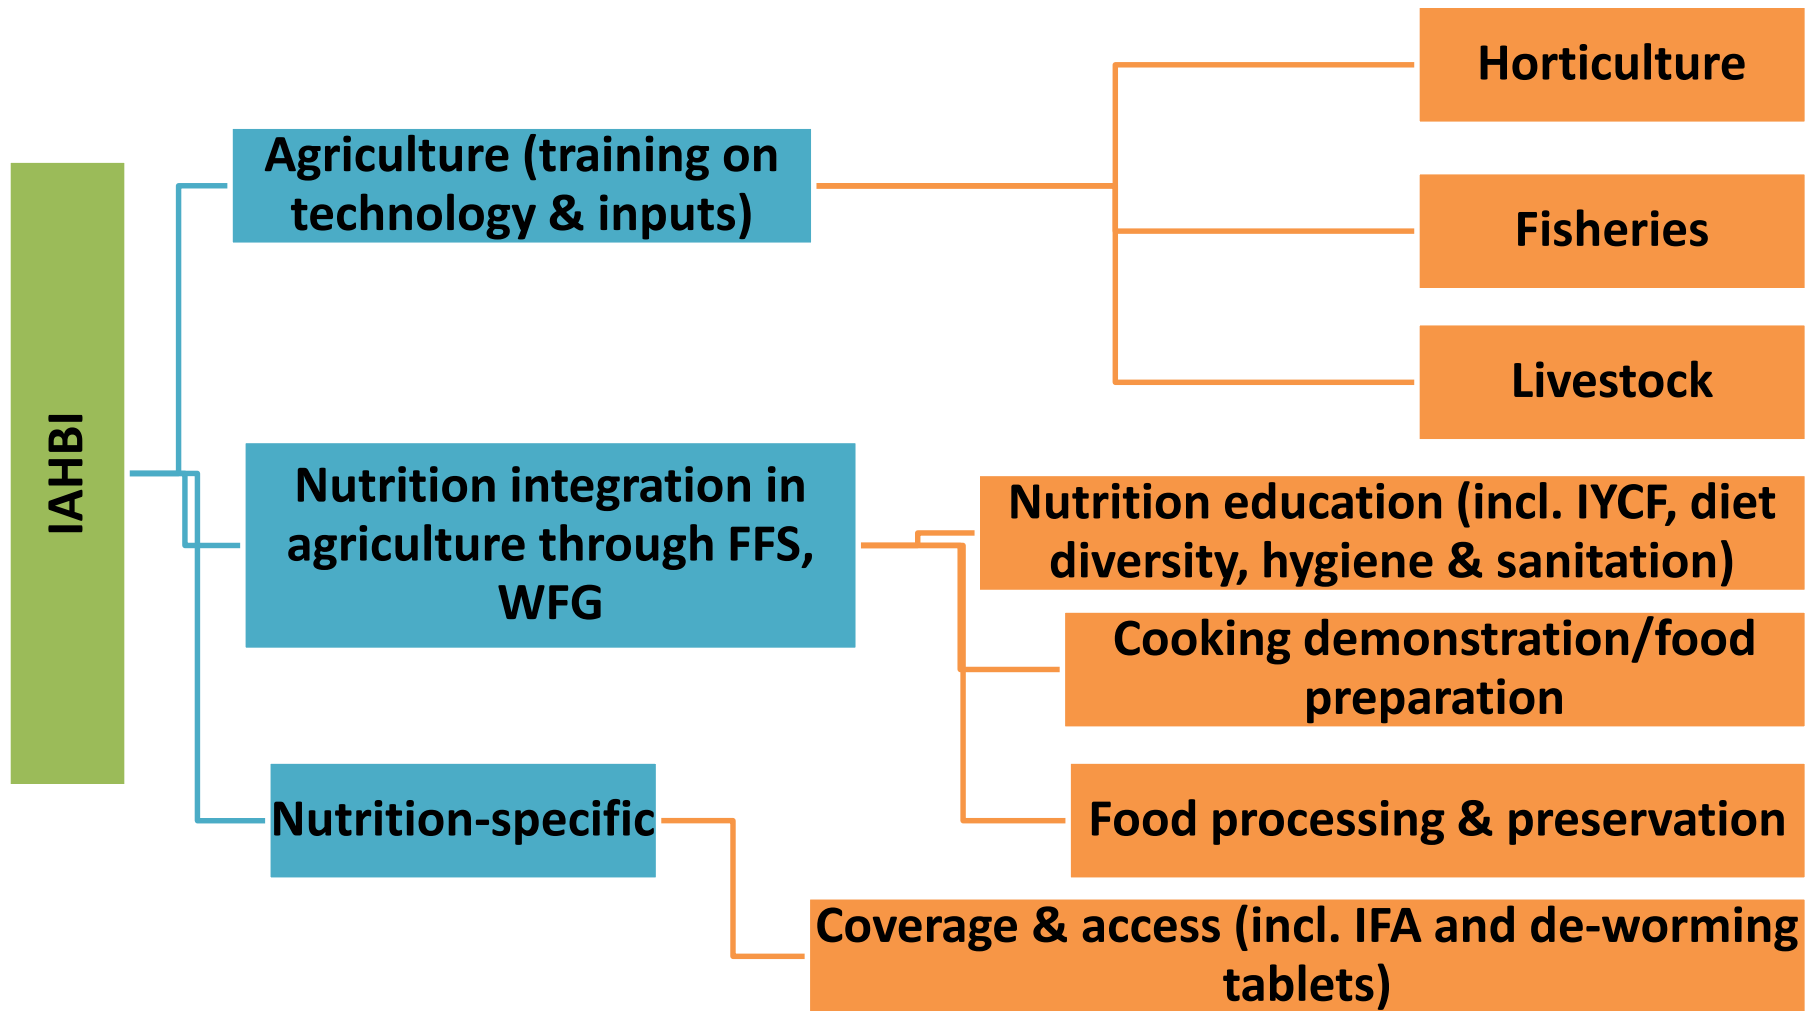 IAHBI
Agriculture (training on
technology & inputs)
Horticulture
Fisheries
Livestock
Nutrition integration in
agriculture through FFS,
WFG
Nutrition education (incl. IYCF, diet
diversity, hygiene & sanitation)
Cooking demonstration/food
preparation
Food processing & preservation
Nutrition-specific
Coverage & access (incl. IFA and de-worming
tablets)